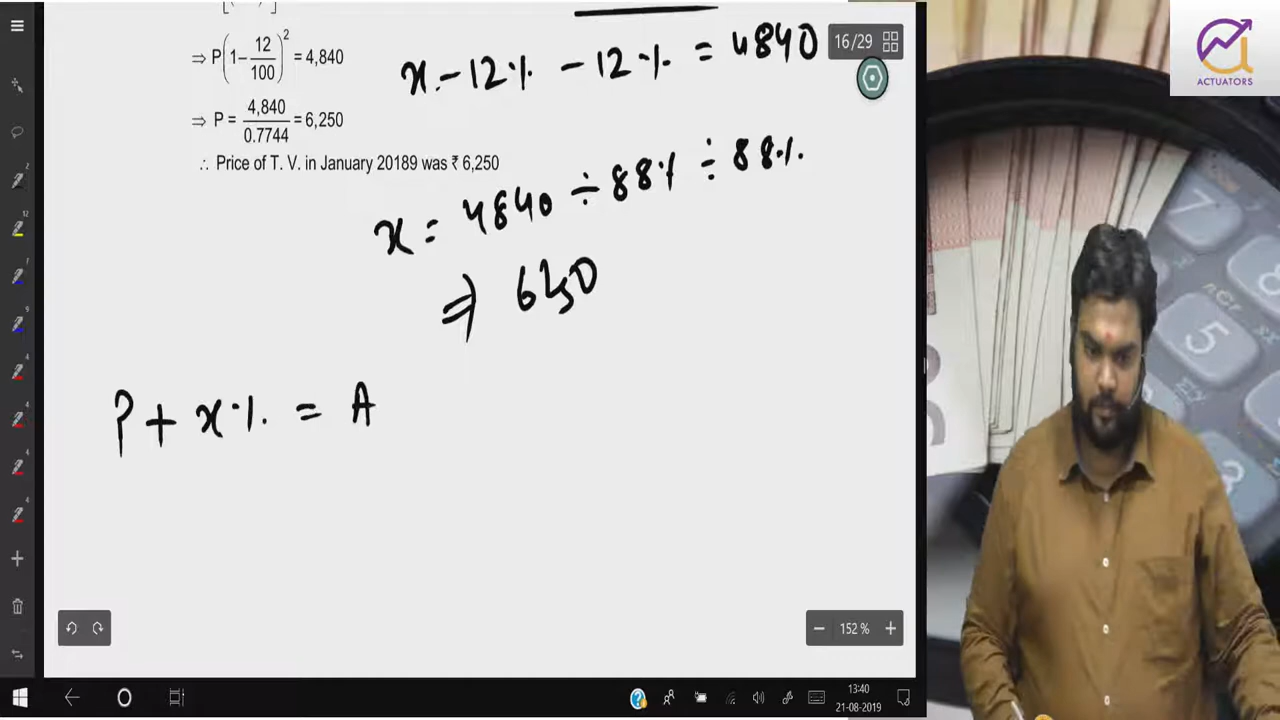 ⇒ P(1–12/100)² = 4,840
⇒ P = 4,840/0.7744 = 6,250
∴ Price of T. V. in January 20189 was ₹ 6,250
x – 12% – 12% = 4840
x = 4840 ÷ 88% ÷ 88%
⇒ 6250
P + x% = A
16/29
ACTUATORS
152 %
13:40
21-08-2019